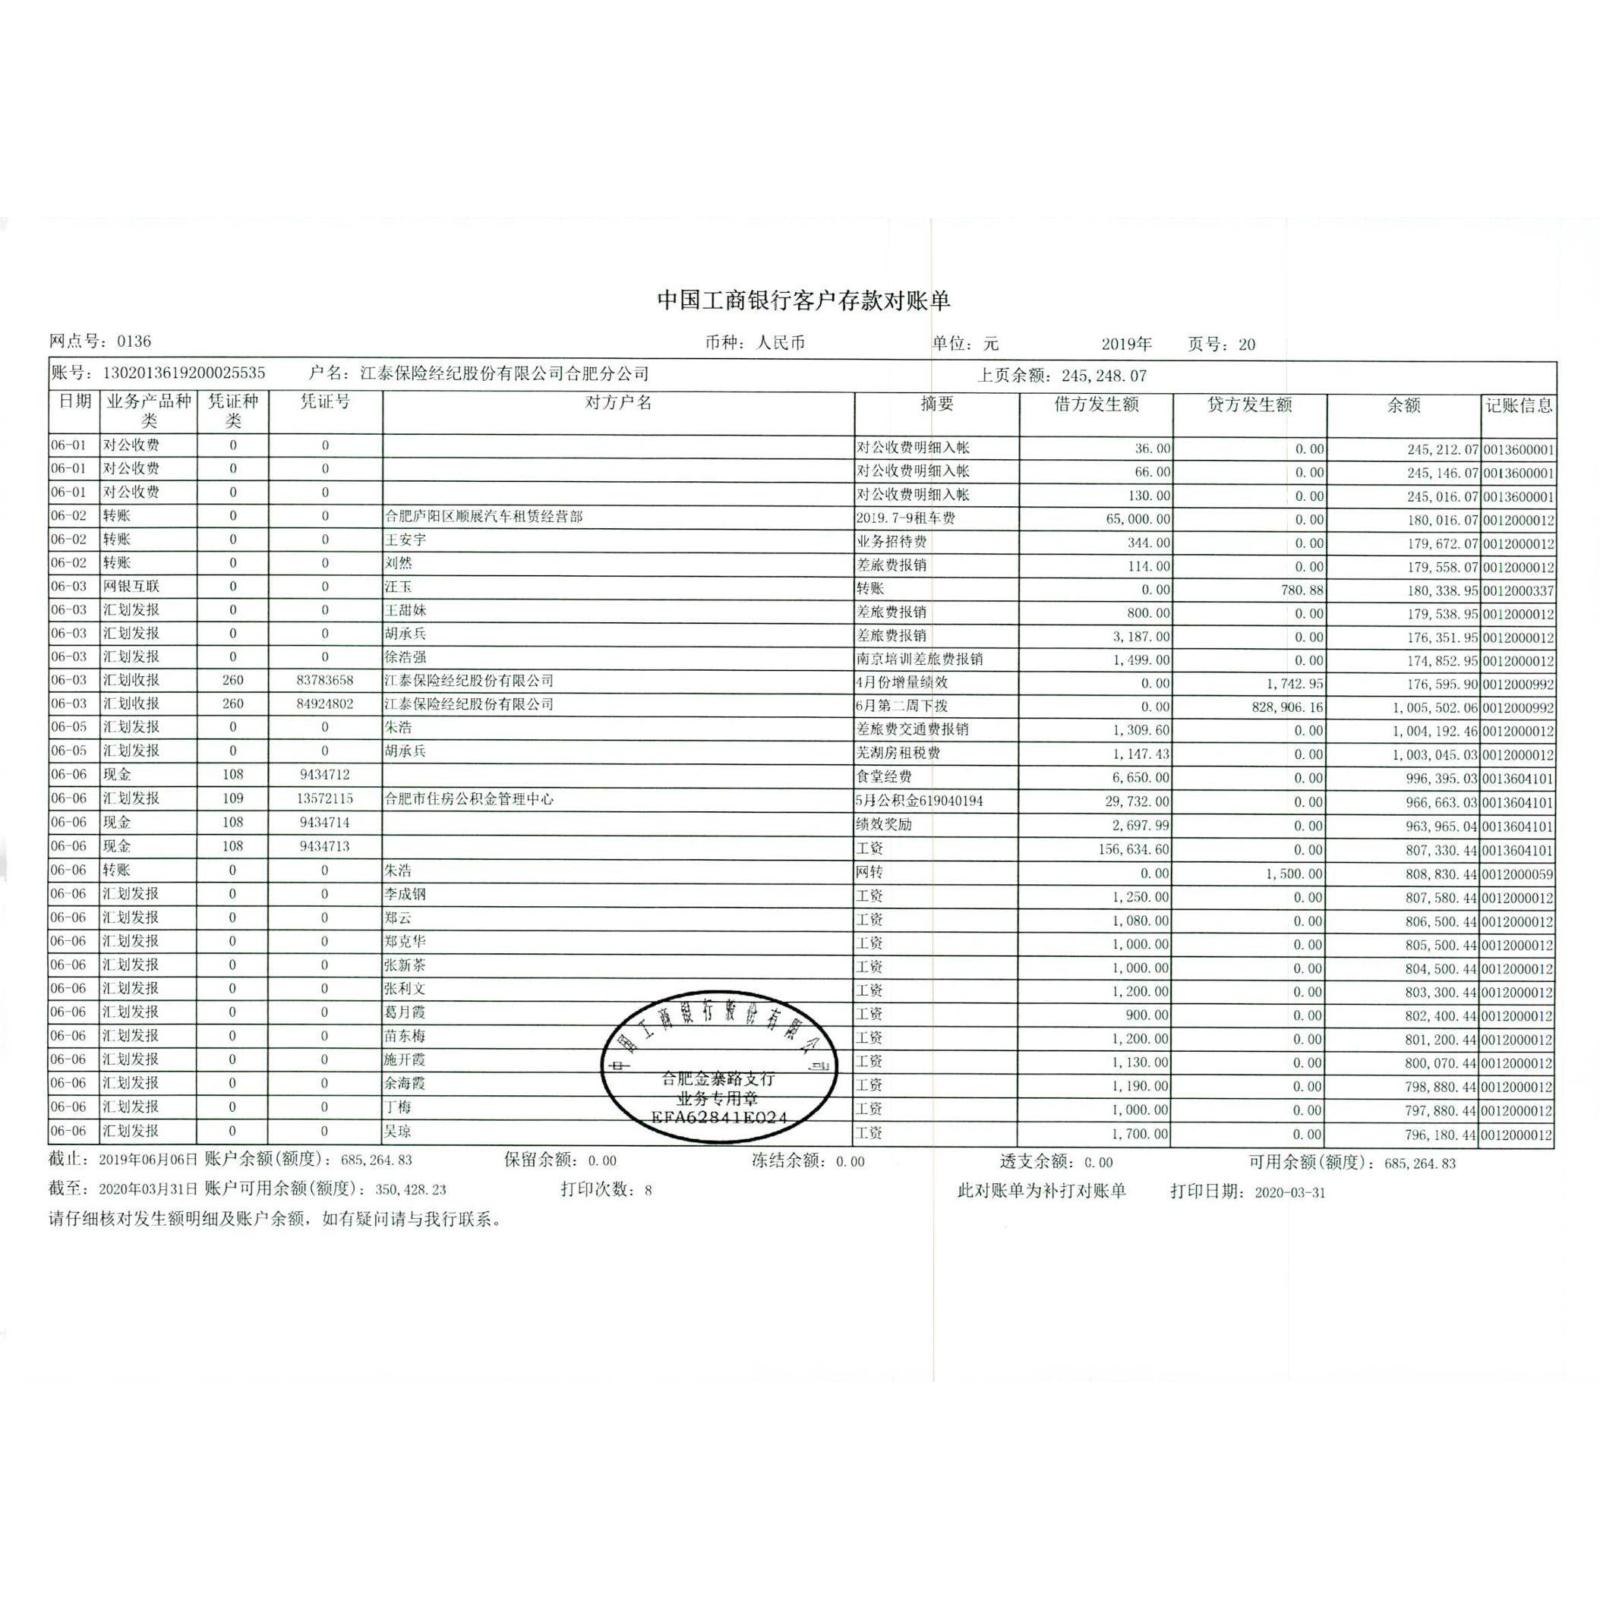 中国工商银行客户存款对账单
网点号：0136 币种：人民币 单位：元 2019年 页号：20
账号：1302013619200025535 户名：江泰保险经纪股份有限公司合肥分公司 上页余额：245,248.07
日期 业务产品种类 凭证种类 凭证号 对方户名 摘要 借方发生额 贷方发生额 余额 记账信息
06-01 对公收费 0 0 对公收费明细入帐 36.00 0.00 245,212.07 0013600001
06-01 对公收费 0 0 对公收费明细入帐 66.00 0.00 245,146.07 0013600001
06-01 对公收费 0 0 对公收费明细入帐 130.00 0.00 245,016.07 0013600001
06-02 转账 0 0 合肥庐阳区顺展汽车租赁经营部 2019.7-9租车费 65,000.00 0.00 180,016.07 0012000012
06-02 转账 0 0 王安宇 业务招待费 344.00 0.00 179,672.07 0012000012
06-02 转账 0 0 刘然 差旅费报销 114.00 0.00 179,558.07 0012000012
06-03 网银互联 0 0 汪玉 转账 0.00 780.88 180,338.95 0012000337
06-03 汇划发报 0 0 王甜妹 差旅费报销 800.00 0.00 179,538.95 0012000012
06-03 汇划发报 0 0 胡承兵 差旅费报销 3,187.00 0.00 176,351.95 0012000012
06-03 汇划发报 0 0 徐浩强 南京培训差旅费报销 1,499.00 0.00 174,852.95 0012000012
06-03 汇划收报 260 83783658 江泰保险经纪股份有限公司 4月份增量绩效 0.00 1,742.95 176,595.90 0012000992
06-03 汇划收报 260 84924802 江泰保险经纪股份有限公司 6月第二周下拨 0.00 828,906.16 1,005,502.06 0012000992
06-05 汇划发报 0 0 朱浩 差旅费交通费报销 1,309.60 0.00 1,004,192.46 0012000012
06-05 汇划发报 0 0 胡承兵 芜湖房租税费 1,147.43 0.00 1,003,045.03 0012000012
06-06 现金 108 9434712 食堂经费 6,650.00 0.00 996,395.03 0013604101
06-06 汇划发报 109 13572115 合肥市住房公积金管理中心 5月公积金619040194 29,732.00 0.00 966,663.03 0013604101
06-06 现金 108 9434714 绩效奖励 2,697.99 0.00 963,965.04 0013604101
06-06 现金 108 9434713 工资 156,634.60 0.00 807,330.44 0013604101
06-06 转账 0 0 朱浩 网转 0.00 1,500.00 808,830.44 0012000059
06-06 汇划发报 0 0 李成钢 工资 1,250.00 0.00 807,580.44 0012000012
06-06 汇划发报 0 0 郑云 工资 1,080.00 0.00 806,500.44 0012000012
06-06 汇划发报 0 0 郑克华 工资 1,000.00 0.00 805,500.44 0012000012
06-06 汇划发报 0 0 张新茶 工资 1,000.00 0.00 804,500.44 0012000012
06-06 汇划发报 0 0 张利文 工资 1,200.00 0.00 803,300.44 0012000012
06-06 汇划发报 0 0 葛月霞 工资 900.00 0.00 802,400.44 0012000012
06-06 汇划发报 0 0 苗东梅 工资 1,200.00 0.00 801,200.44 0012000012
06-06 汇划发报 0 0 施开霞 工资 1,130.00 0.00 800,070.44 0012000012
06-06 汇划发报 0 0 余海霞 工资 1,190.00 0.00 798,880.44 0012000012
06-06 汇划发报 0 0 丁梅 工资 1,000.00 0.00 797,880.44 0012000012
06-06 汇划发报 0 0 吴琼 工资 1,700.00 0.00 796,180.44 0012000012
中国工商银行股份有限公司
合肥金寨路支行
业务专用章
EFA62841E024
截止：2019年06月06日 账户余额(额度)：685,264.83 保留余额：0.00 冻结余额：0.00 透支余额：0.00 可用余额(额度)：685,264.83
截至：2020年03月31日 账户可用余额(额度)：350,428.23 打印次数：8 此对账单为补打对账单 打印日期：2020-03-31
请仔细核对发生额明细及账户余额，如有疑问请与我行联系。